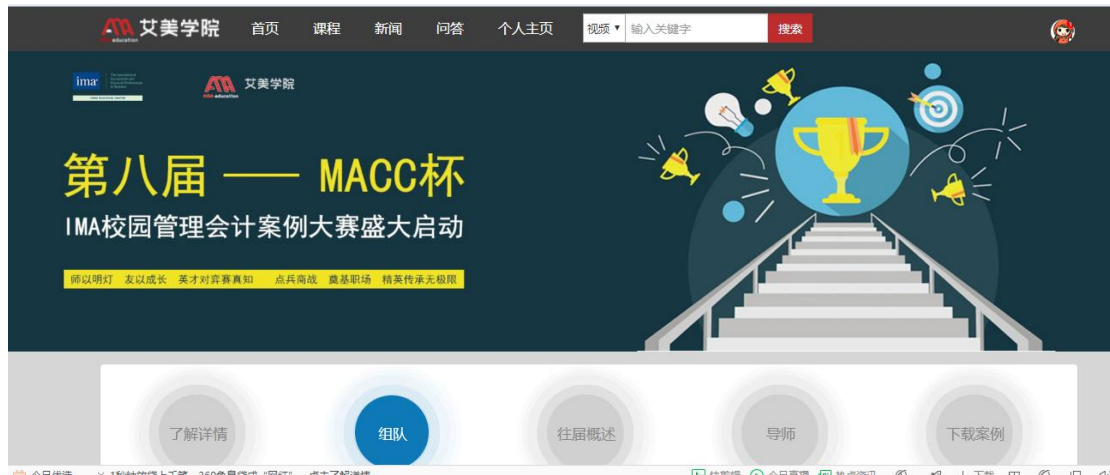 AMA education 艾美学院 首页 课程 新闻 问答 个人主页 视频 输入关键字 搜索
ima
艾美学院
第八届 —— MACC杯
IMA校园管理会计案例大赛盛大启动
师以明灯 友以成长 英才对弈赛真知 点兵商战 奠基职场 精英传承无极限
了解详情 组队 往届概述 导师 下载案例